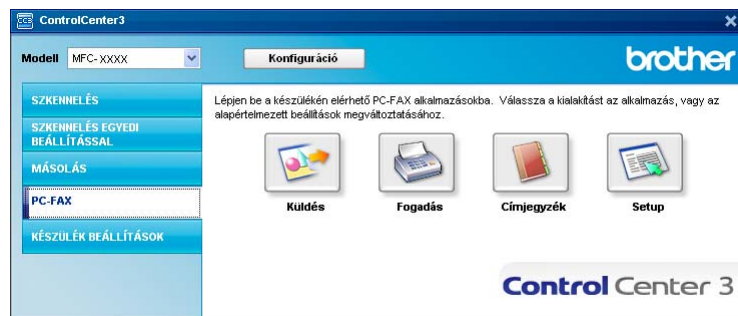 ControlCenter3
Modell MFC-XXXX Konfiguráció brother
SZKENNELÉS
SZKENNELÉS EGYEDI
BEÁLLÍTÁSSAL
MÁSOLÁS
PC-FAX
KÉSZÜLÉK BEÁLLÍTÁSOK
Lépjen be a készülékén elérhető PC-FAX alkalmazásokba. Válassza a kialakítást az alkalmazás, vagy az
alapértelmezett beállítások megváltoztatásához.
Küldés Fogadás Címjegyzék Setup
Control Center 3